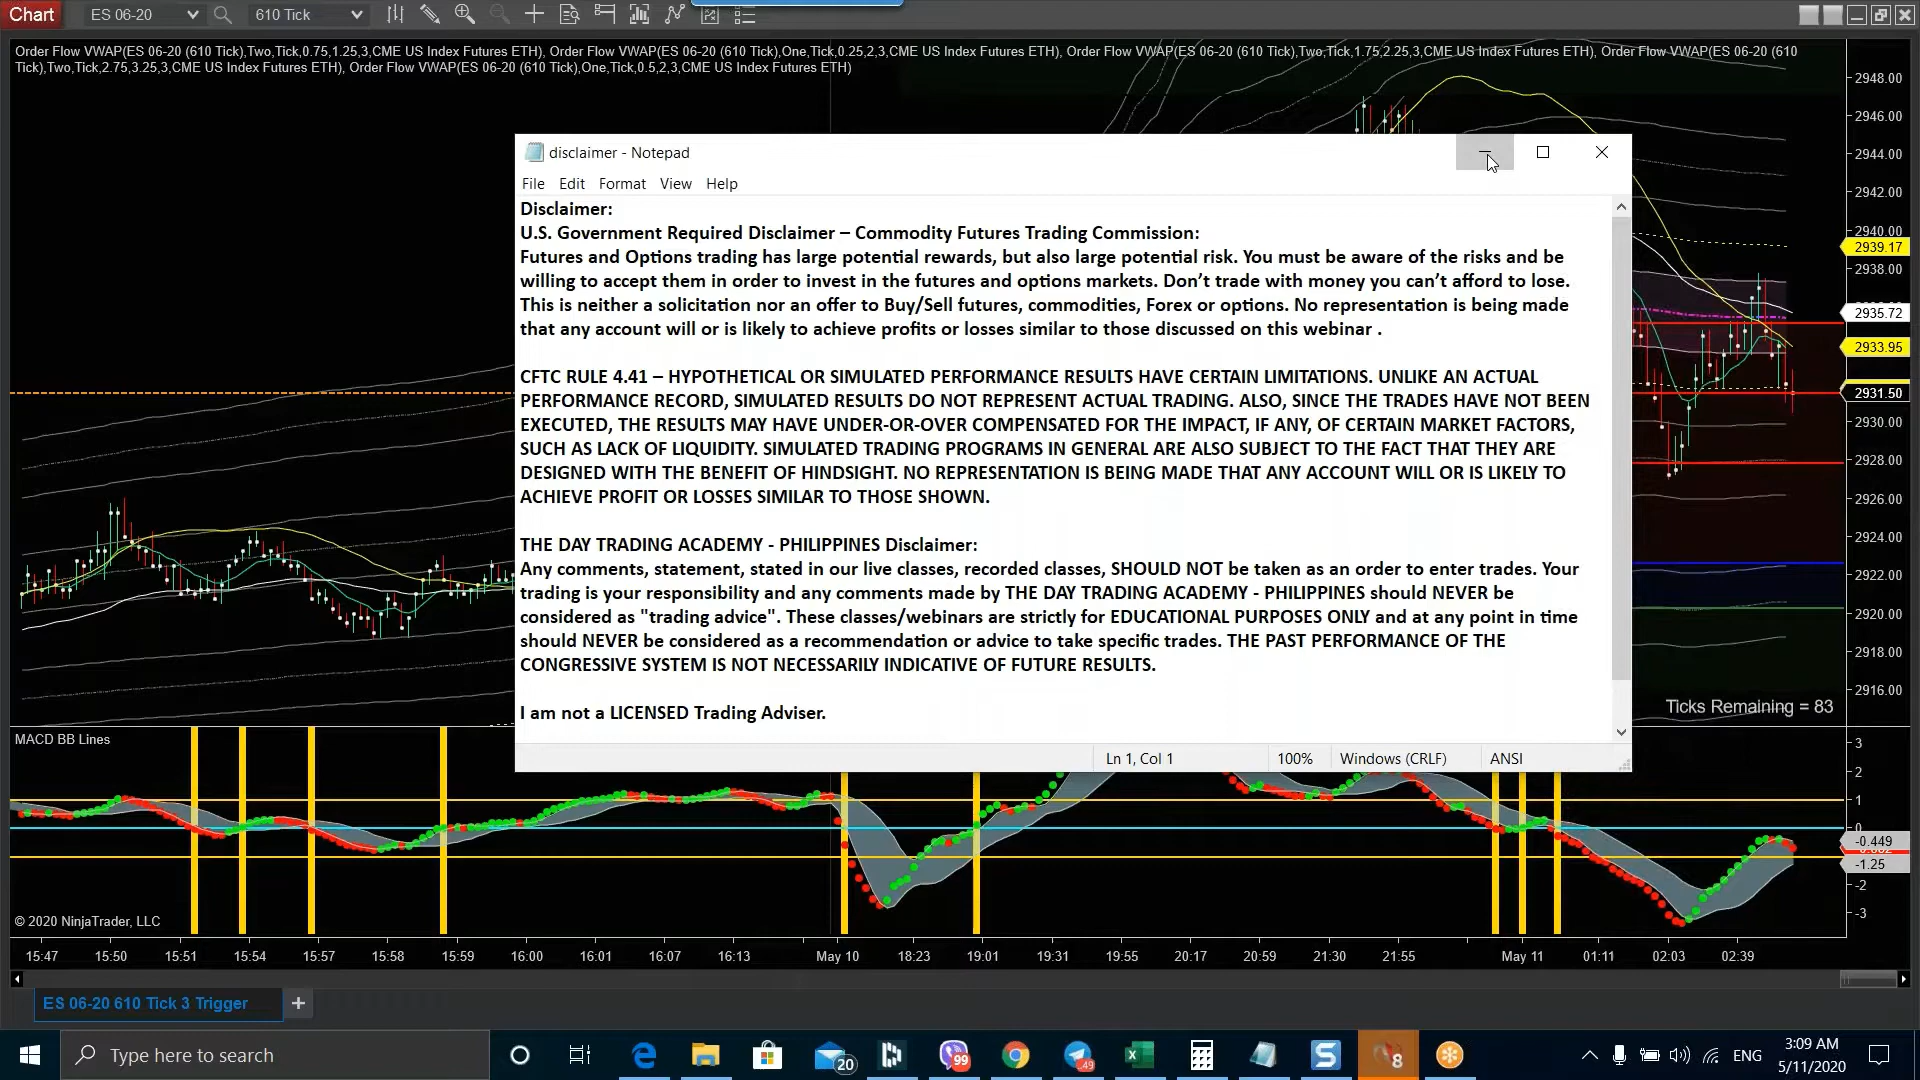 Chart ES 06-20 610 Tick
Order Flow VWAP(ES 06-20 (610 Tick),Two,Tick,0.75,1.25,3,CME US Index Futures ETH), Order Flow VWAP(ES 06-20 (610 Tick),One,Tick,0.25,2,3,CME US Index Futures ETH), Order Flow VWAP(ES 06-20 (610 Tick),Two,Tick,1.75,2.25,3,CME US Index Futures ETH), Order Flow VWAP(ES 06-20 (610
Tick),Two,Tick,2.75,3.25,3,CME US Index Futures ETH), Order Flow VWAP(ES 06-20 (610 Tick),One,Tick,0.5,2,3,CME US Index Futures ETH)
disclaimer - Notepad
File Edit Format View Help
Disclaimer:
U.S. Government Required Disclaimer – Commodity Futures Trading Commission:
Futures and Options trading has large potential rewards, but also large potential risk. You must be aware of the risks and be
willing to accept them in order to invest in the futures and options markets. Don’t trade with money you can’t afford to lose.
This is neither a solicitation nor an offer to Buy/Sell futures, commodities, Forex or options. No representation is being made
that any account will or is likely to achieve profits or losses similar to those discussed on this webinar .
CFTC RULE 4.41 – HYPOTHETICAL OR SIMULATED PERFORMANCE RESULTS HAVE CERTAIN LIMITATIONS. UNLIKE AN ACTUAL
PERFORMANCE RECORD, SIMULATED RESULTS DO NOT REPRESENT ACTUAL TRADING. ALSO, SINCE THE TRADES HAVE NOT BEEN
EXECUTED, THE RESULTS MAY HAVE UNDER-OR-OVER COMPENSATED FOR THE IMPACT, IF ANY, OF CERTAIN MARKET FACTORS,
SUCH AS LACK OF LIQUIDITY. SIMULATED TRADING PROGRAMS IN GENERAL ARE ALSO SUBJECT TO THE FACT THAT THEY ARE
DESIGNED WITH THE BENEFIT OF HINDSIGHT. NO REPRESENTATION IS BEING MADE THAT ANY ACCOUNT WILL OR IS LIKELY TO
ACHIEVE PROFIT OR LOSSES SIMILAR TO THOSE SHOWN.
THE DAY TRADING ACADEMY - PHILIPPINES Disclaimer:
Any comments, statement, stated in our live classes, recorded classes, SHOULD NOT be taken as an order to enter trades. Your
trading is your responsibility and any comments made by THE DAY TRADING ACADEMY - PHILIPPINES should NEVER be
considered as "trading advice". These classes/webinars are strictly for EDUCATIONAL PURPOSES ONLY and at any point in time
should NEVER be considered as a recommendation or advice to take specific trades. THE PAST PERFORMANCE OF THE
CONGRESSIVE SYSTEM IS NOT NECESSARILY INDICATIVE OF FUTURE RESULTS.
I am not a LICENSED Trading Adviser.
Ln 1, Col 1 100% Windows (CRLF) ANSI
2948.00
2946.00
2944.00
2942.00
2940.00
2939.17
2938.00
2935.72
2933.95
2931.50
2930.00
2928.00
2926.00
2924.00
2922.00
2920.00
2918.00
2916.00
Ticks Remaining = 83
MACD BB Lines
3
2
1
0
-0.449
-1.25
-2
-3
© 2020 NinjaTrader, LLC
15:47 15:50 15:51 15:54 15:57 15:58 15:59 16:00 16:01 16:07 16:13 May 10 18:23 19:01 19:31 19:55 20:17 20:59 21:30 21:55 May 11 01:11 02:03 02:39
ES 06-20 610 Tick 3 Trigger +
Type here to search 20 99 49 8 ENG 3:09 AM
5/11/2020